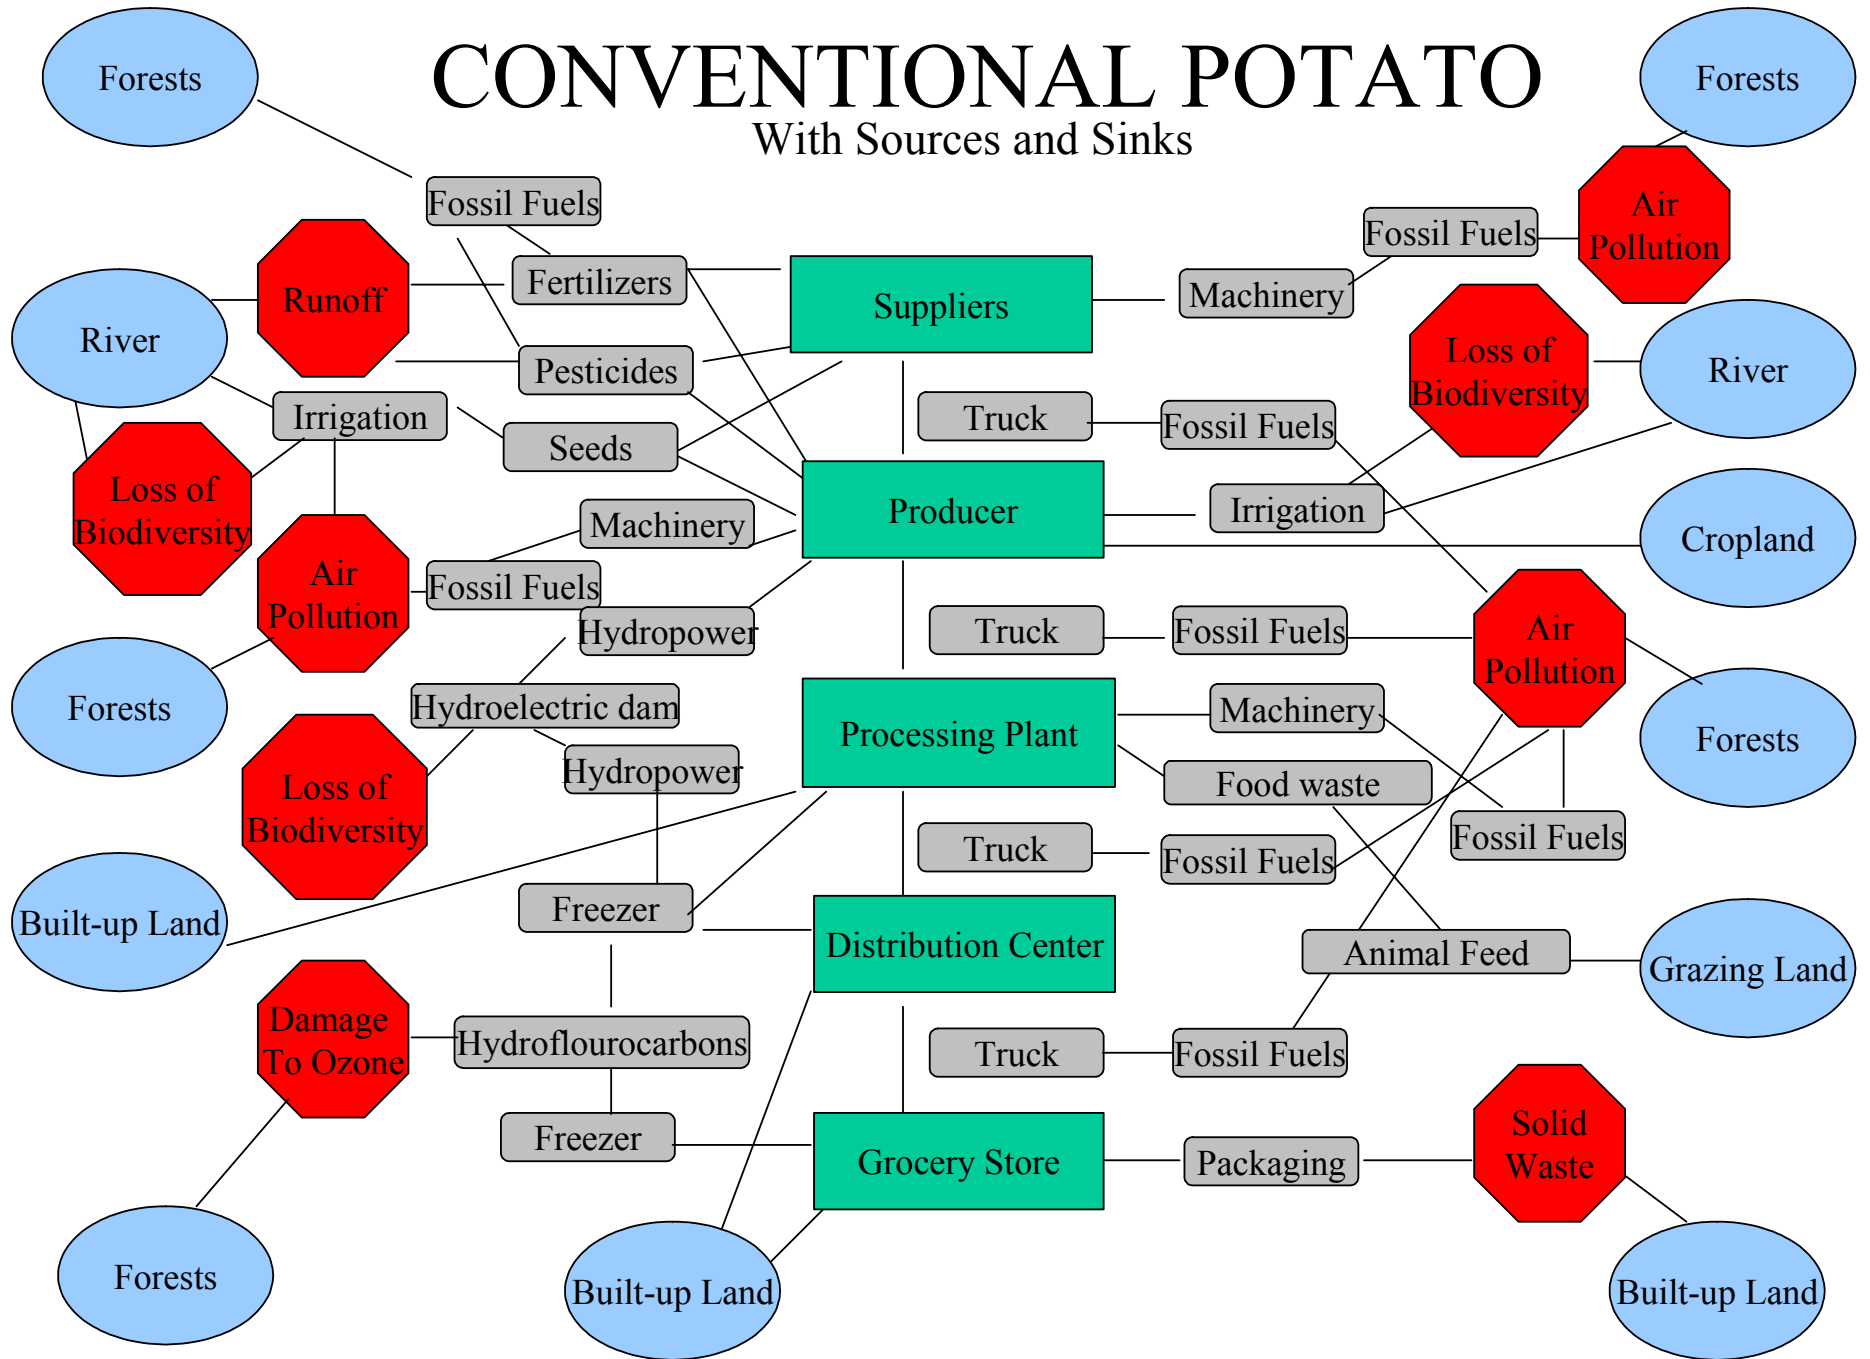 CONVENTIONAL POTATO
With Sources and Sinks
Forests
Forests
Fossil Fuels
Air
Pollution
Fossil Fuels
Runoff
Fertilizers
Suppliers
Machinery
River
Pesticides
Loss of
Biodiversity
River
Irrigation
Seeds
Truck
Fossil Fuels
Loss of
Biodiversity
Machinery
Producer
Irrigation
Cropland
Air
Pollution
Fossil Fuels
Hydropower
Truck
Fossil Fuels
Air
Pollution
Forests
Hydroelectric dam
Processing Plant
Machinery
Forests
Loss of
Biodiversity
Hydropower
Food waste
Truck
Fossil Fuels
Fossil Fuels
Built-up Land
Freezer
Distribution Center
Animal Feed
Grazing Land
Damage
To Ozone
Hydroflourocarbons
Truck
Fossil Fuels
Freezer
Grocery Store
Packaging
Solid
Waste
Forests
Built-up Land
Built-up Land